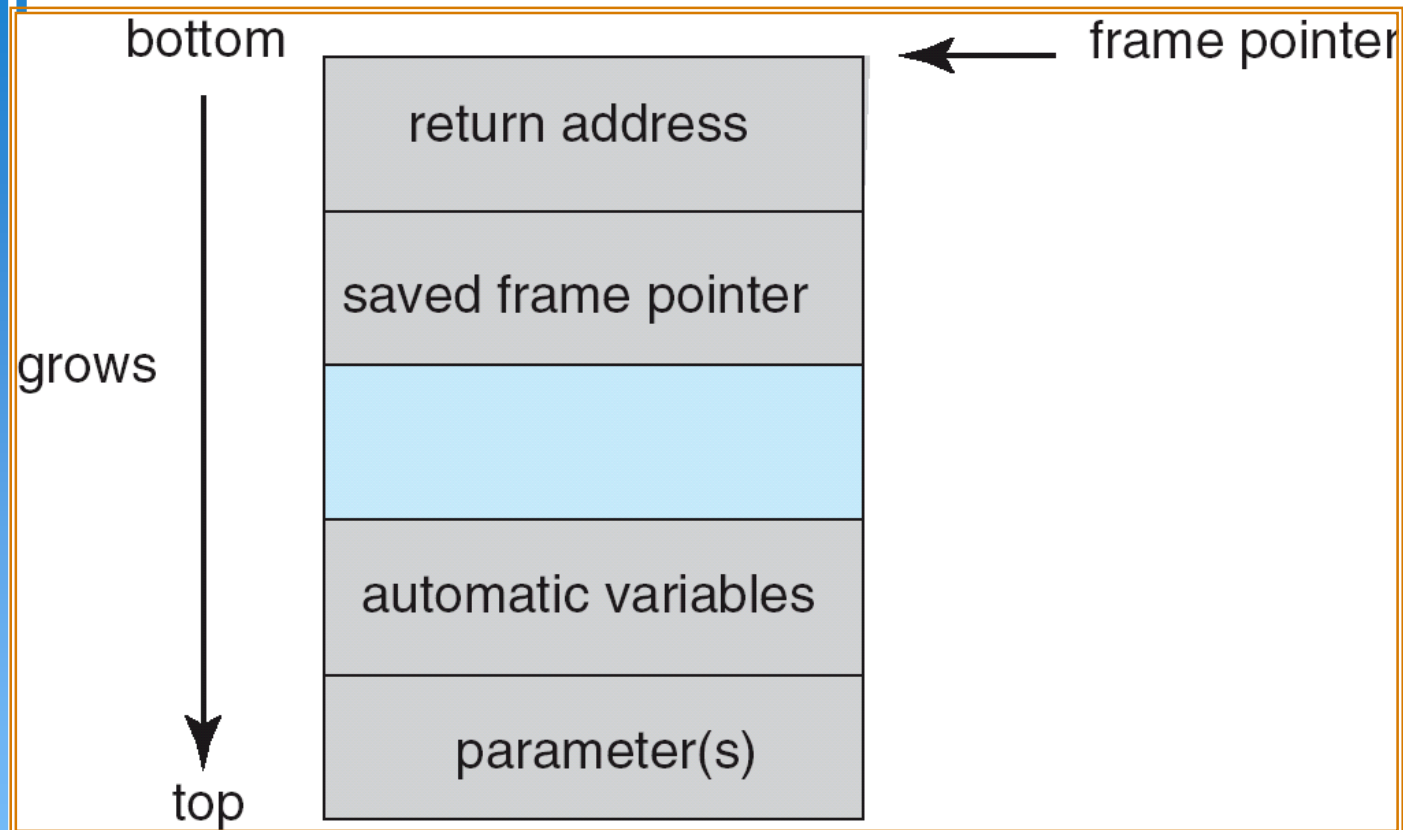 bottom
frame pointer
return address
saved frame pointer
grows
automatic variables
parameter(s)
top